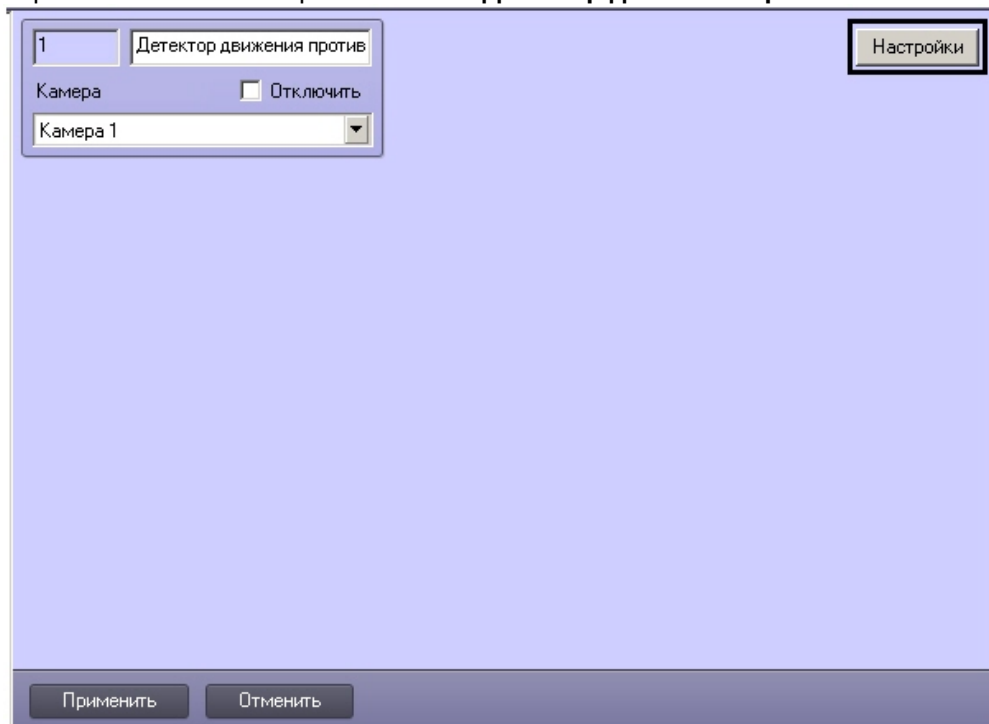 1
Детектор движения против
Настройки
Камера
Отключить
Камера 1
Применить
Отменить